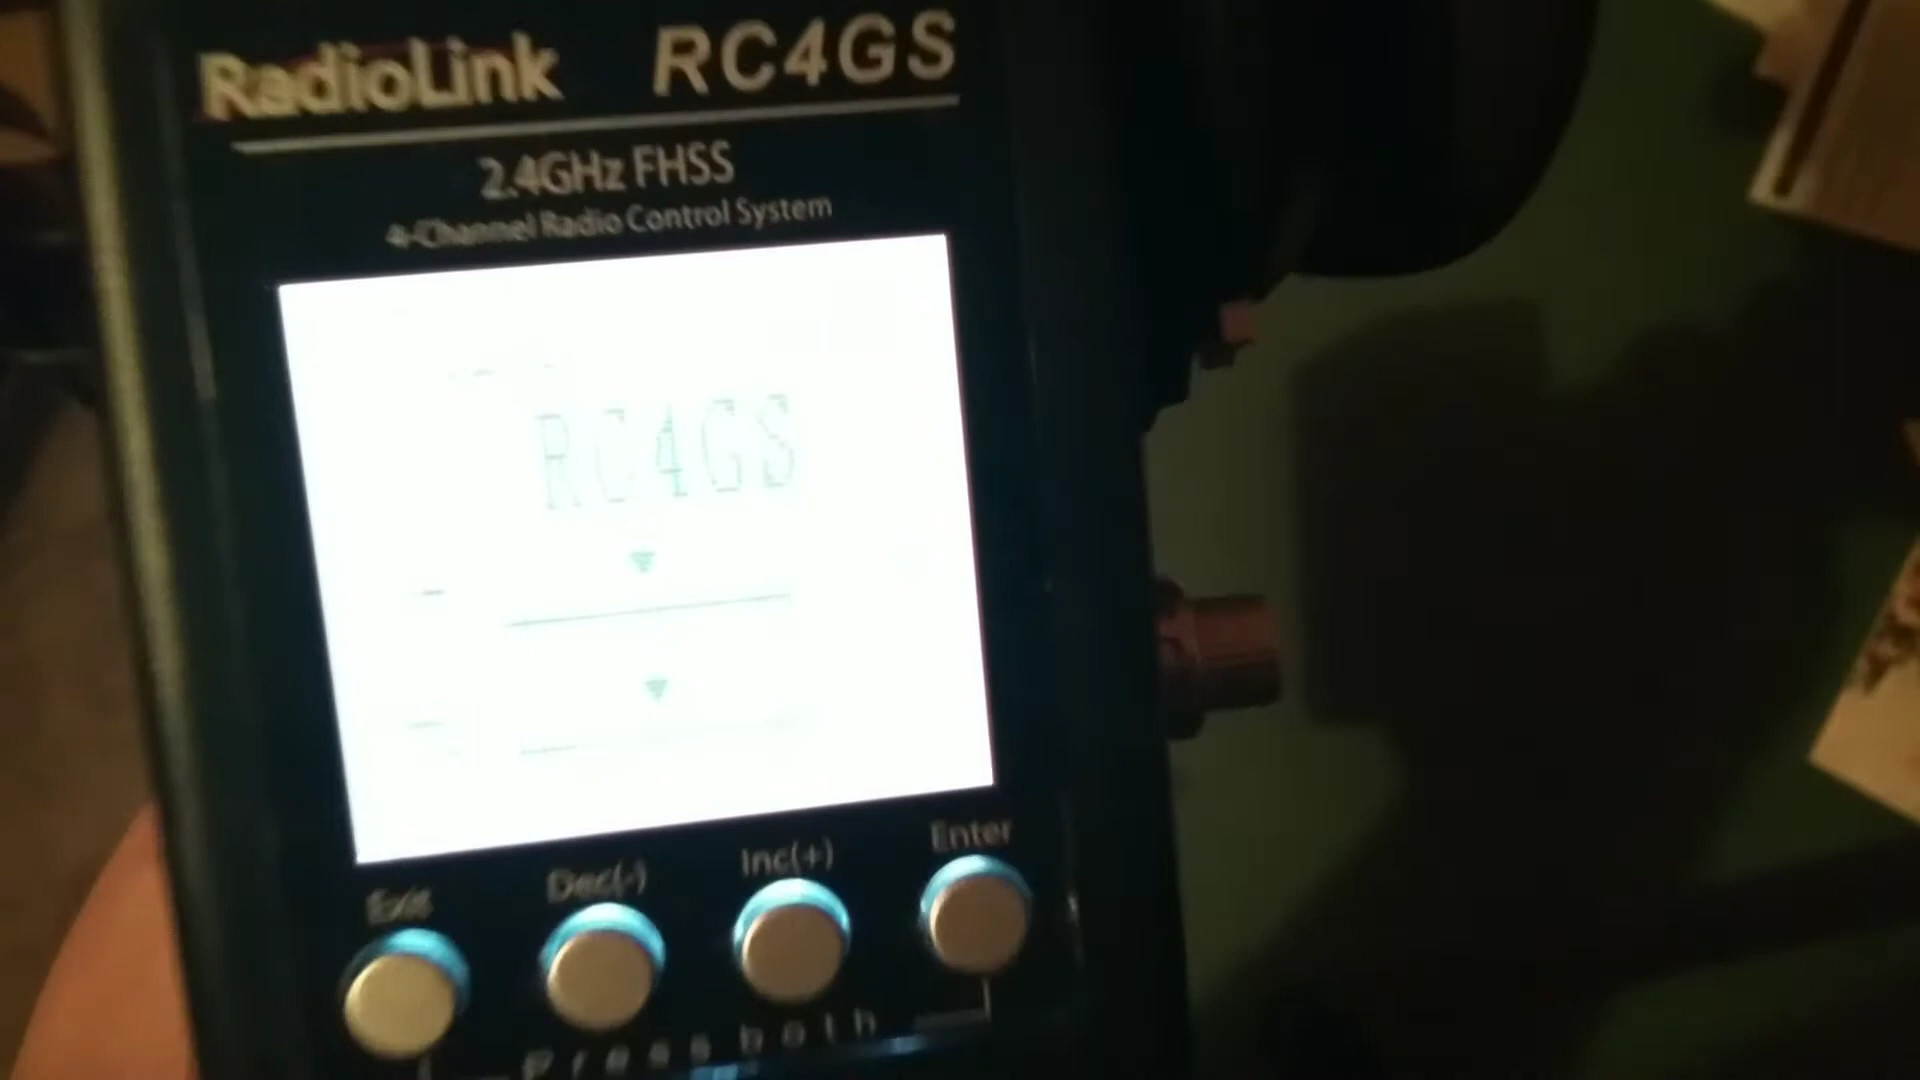 RadioLink RC4GS
2.4GHz FHSS
4-Channel Radio Control System
RC4GS
Exit Dec(-) Inc(+) Enter
Press both